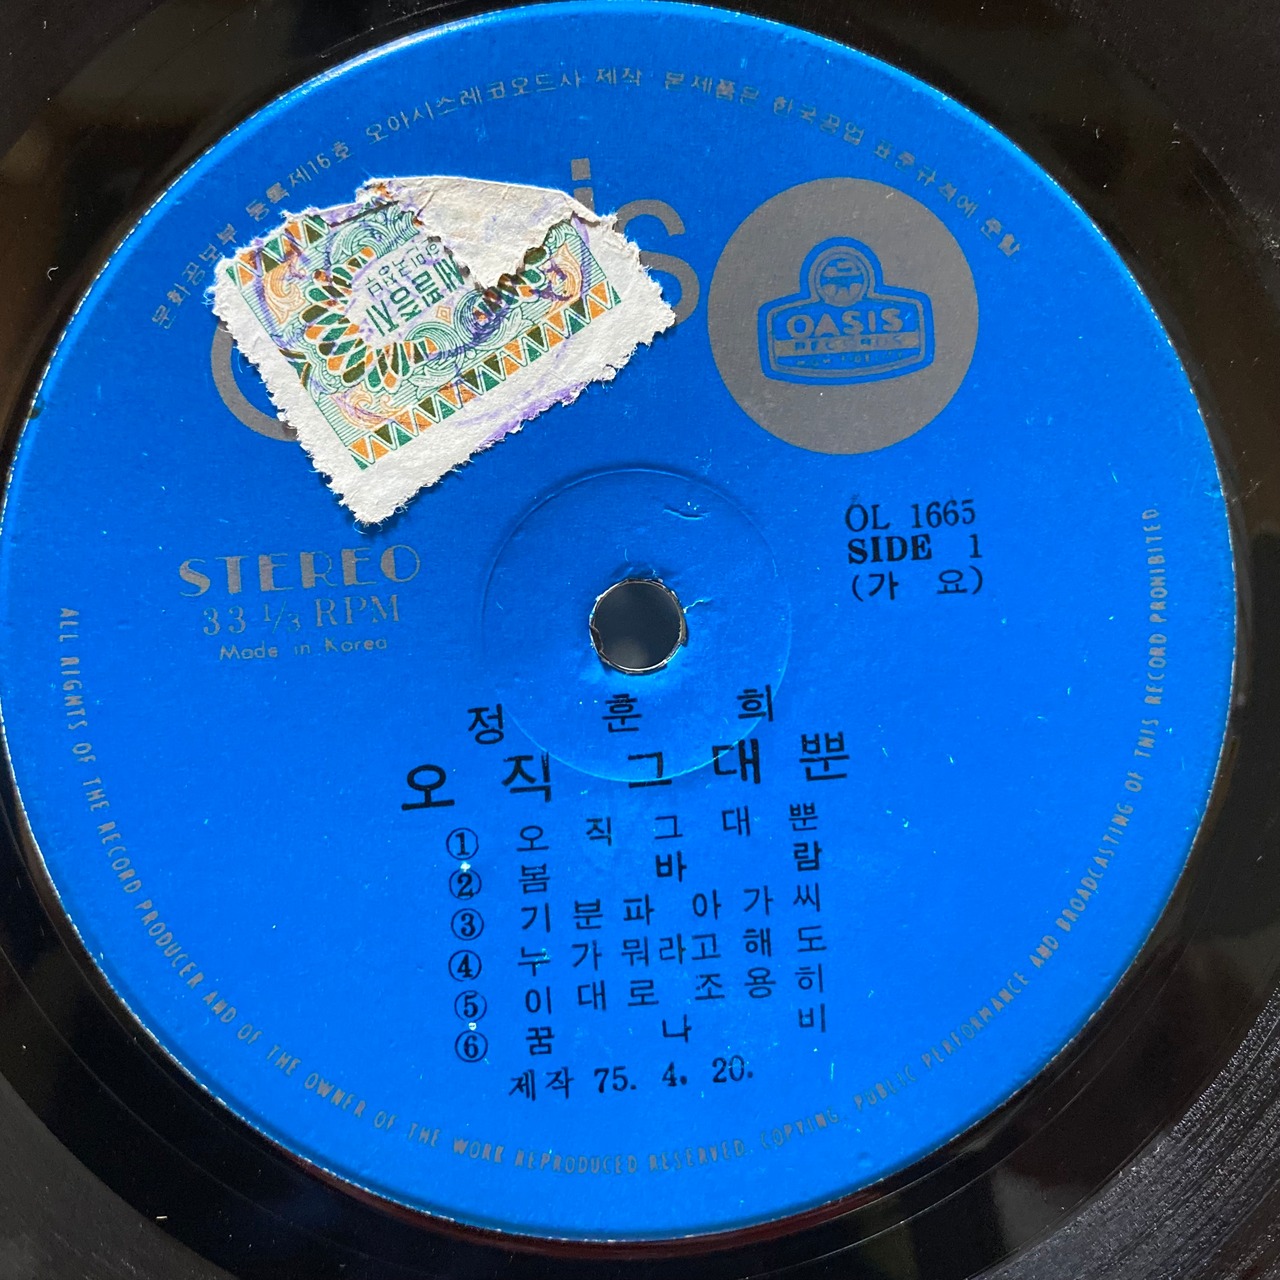 문화공보부 등록제16호 오아시스레코오드사 제작 본제품은 한국공업 표준규격에 준함
is
OASIS
RECORDS
OL 1665
SIDE 1
(가 요)
STEREO
33 1/3 RPM
Made in Korea
정 훈 희
오 직 그 대 뿐
① 오 직 그 대 뿐
② 봄 바 람
③ 기 분 파 아 가 씨
④ 누 가 뭐 라 고 해 도
⑤ 이 대 로 조 용 히
⑥ 꿈 나 비
제작 75. 4. 20.
ALL RIGHTS OF THE RECORD PRODUCER AND OF THE OWNER OF THE WORK REPRODUCED RESERVED. COPYING, PUBLIC PERFORMANCE AND BROADCASTING OF THIS RECORD PROHIBITED.